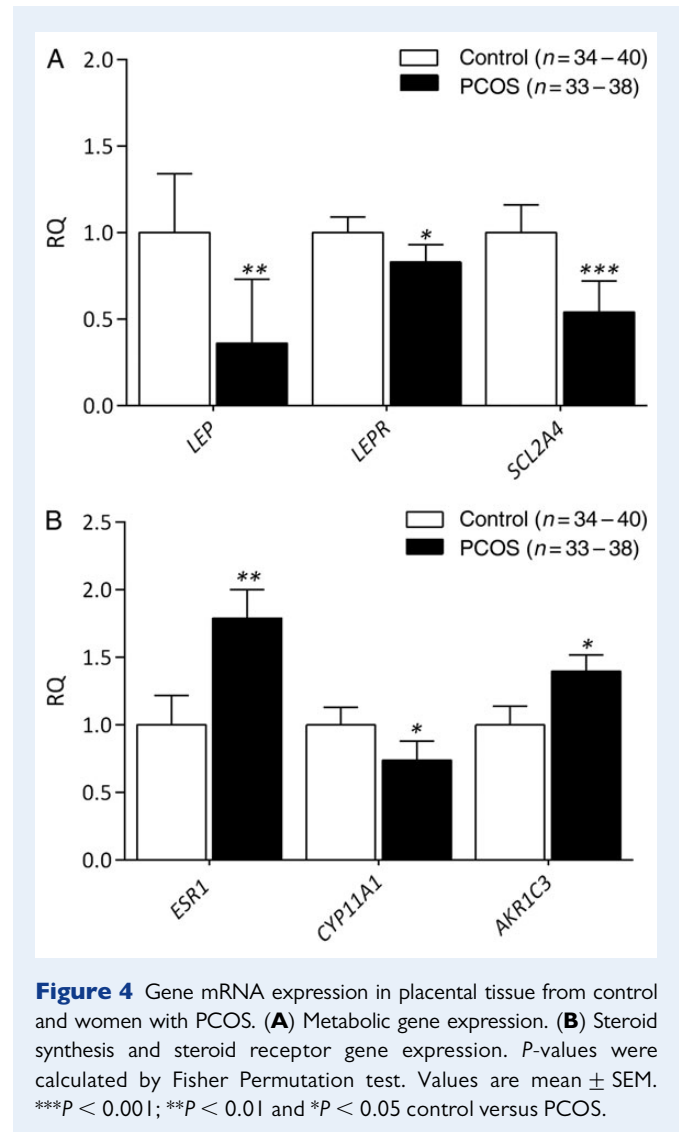 A
2.0
Control (n=34–40)
PCOS (n=33–38)
1.5
RQ
1.0
*
**
***
0.5
0.0
LEP
LEPR
SCL2A4
B
2.5
Control (n=34–40)
PCOS (n=33–38)
2.0
**
1.5
*
RQ
1.0
*
0.5
0.0
ESR1
CYP11A1
AKR1C3
Figure 4 Gene mRNA expression in placental tissue from control
and women with PCOS. (A) Metabolic gene expression. (B) Steroid
synthesis and steroid receptor gene expression. P-values were
calculated by Fisher Permutation test. Values are mean ± SEM.
***P < 0.001; **P < 0.01 and *P < 0.05 control versus PCOS.